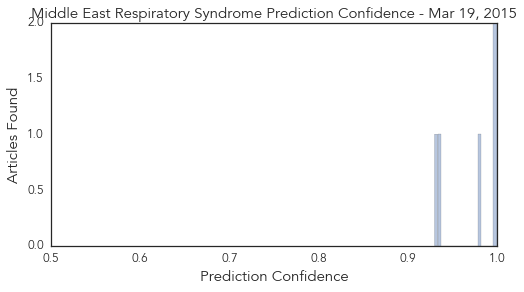 Middle East Respiratory Syndrome Prediction Confidence - Mar 19, 2015
2.0
1.5
Articles Found
1.0
0.5
0.0
0.5 0.6 0.7 0.8 0.9 1.0
Prediction Confidence